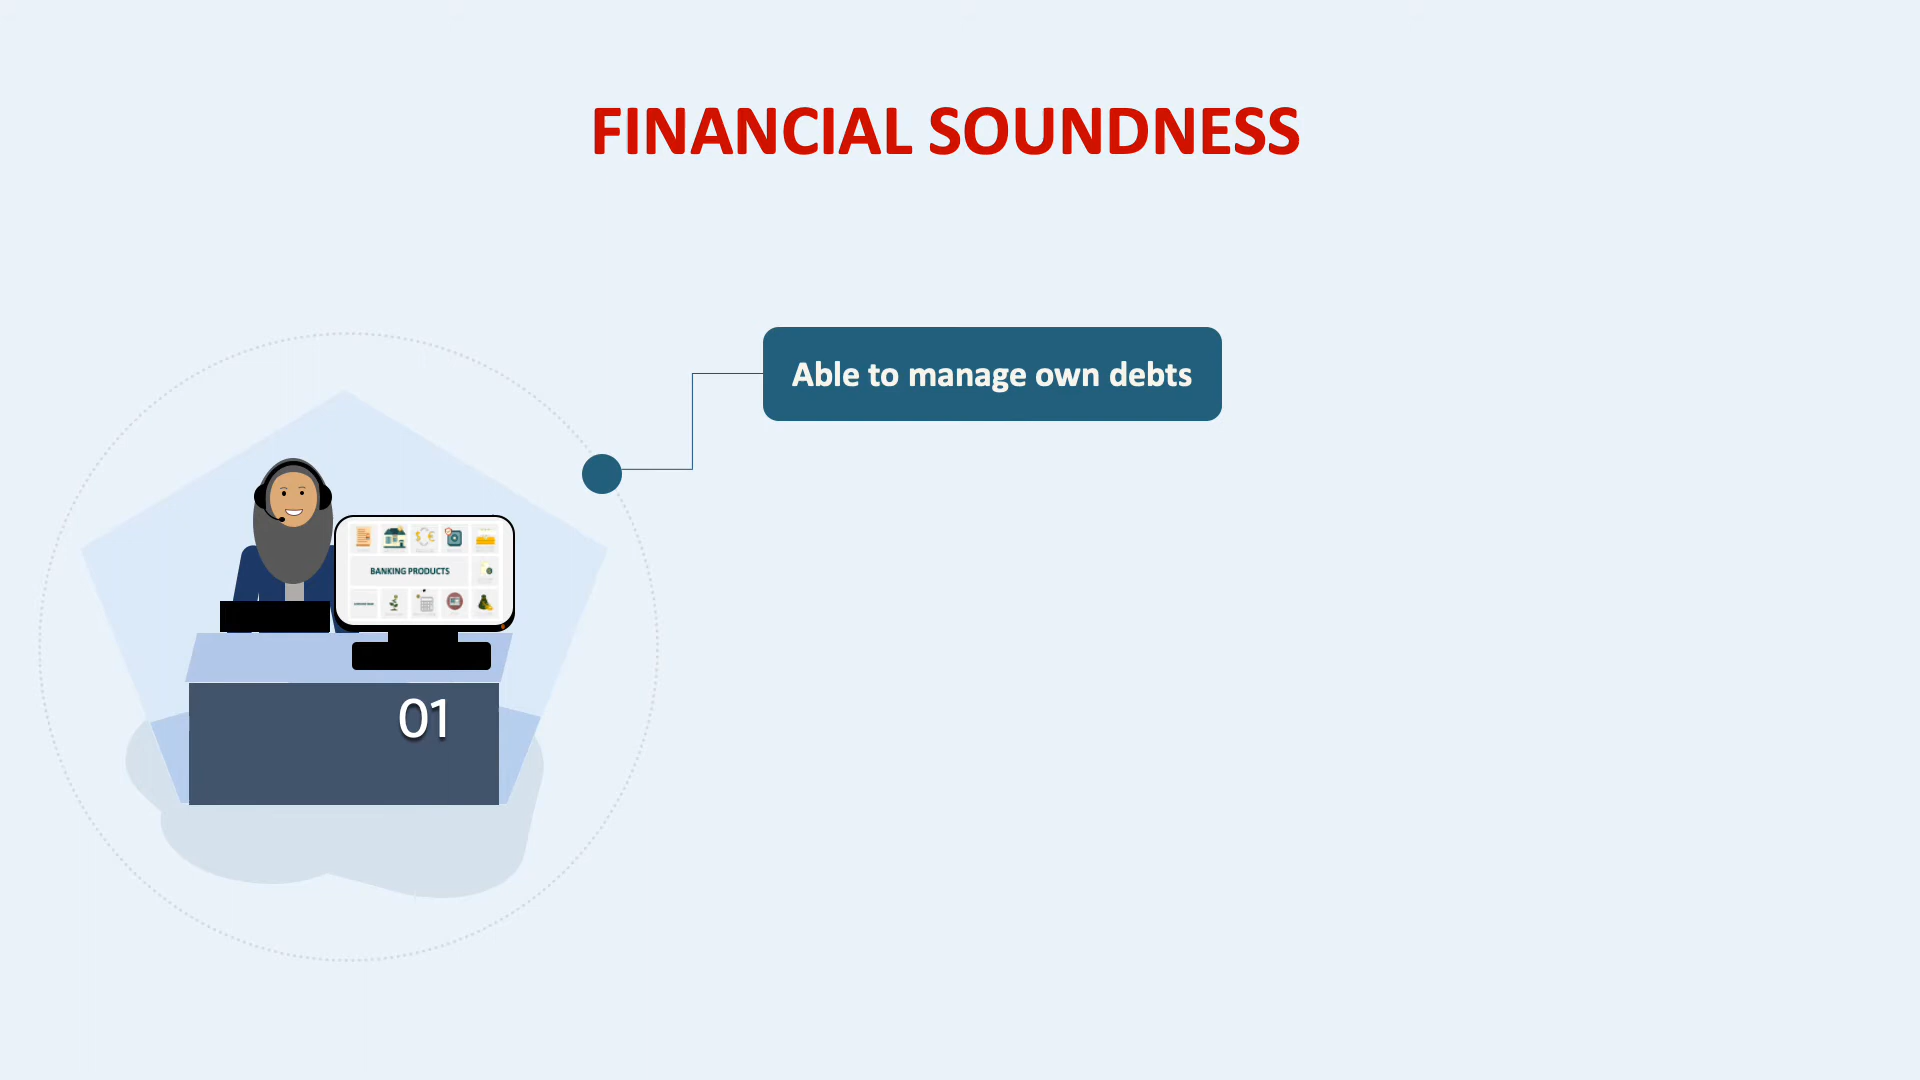 FINANCIAL SOUNDNESS
Able to manage own debts
BANKING PRODUCTS
01